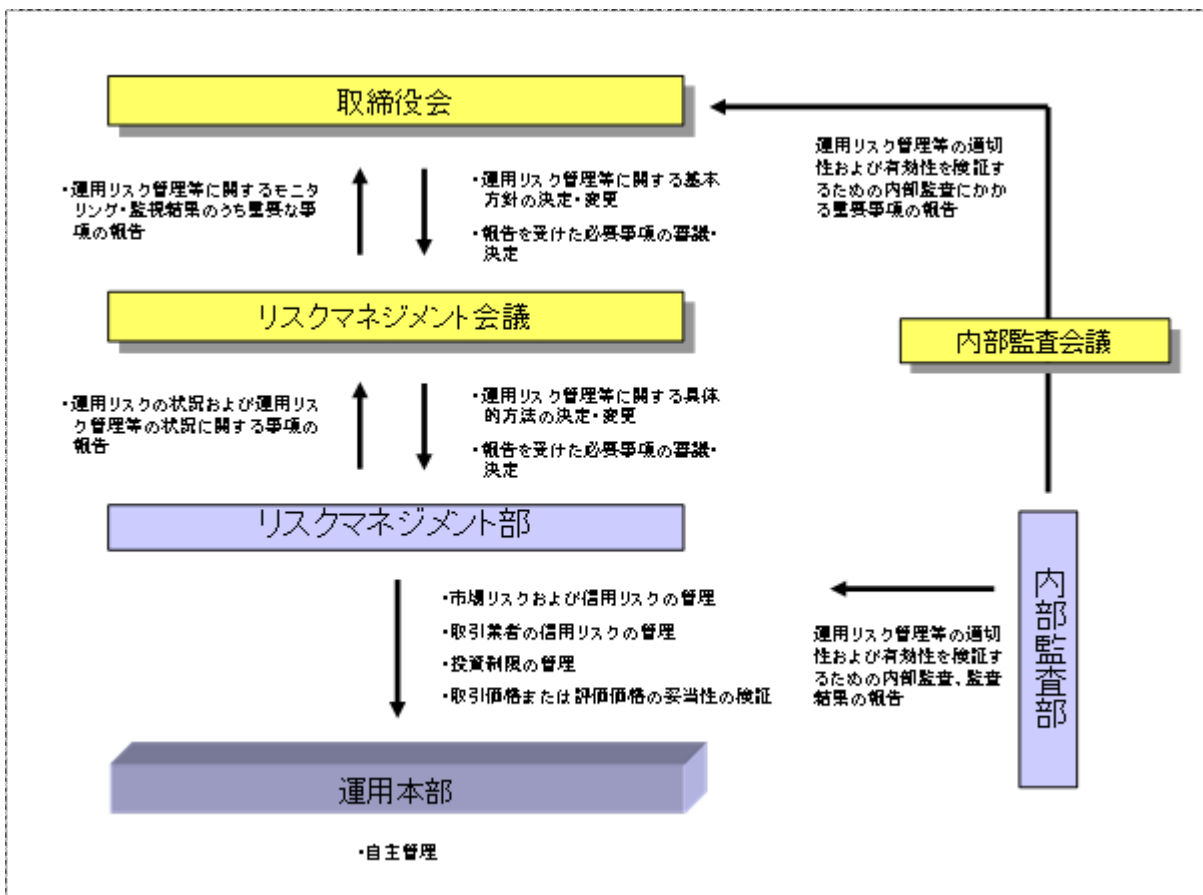 取締役会
・運用リスク管理等に関するモニ
タリング・監視結果のうち重要な事
項の報告
・運用リスク管理等に関する基本
方針の決定・変更
・報告を受けた必要事項の審議・
決定
運用リスク管理等の適切
性および有効性を検証す
るための内部監査にかか
る重要事項の報告
リスクマネジメント会議
内部監査会議
・運用リスクの状況および運用リス
ク管理等の状況に関する事項の
報告
・運用リスク管理等に関する具体
的方法の決定・変更
・報告を受けた必要事項の審議・
決定
リスクマネジメント部
・市場リスクおよび信用リスクの管理
・取引業者の信用リスクの管理
・投資制限の管理
・取引価格または評価価格の妥当性の検証
運用リスク管理等の適切
性および有効性を検証す
るための内部監査、監査
結果の報告
内部監査部
運用本部
・自主管理